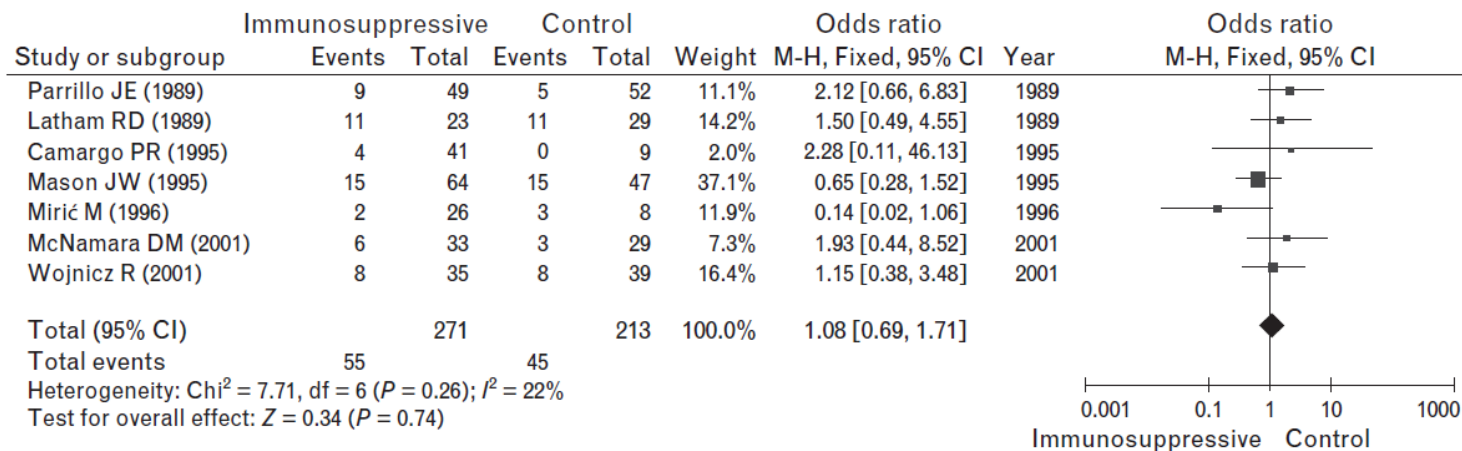 Immunosuppressive Control Odds ratio Odds ratio
Study or subgroup Events Total Events Total Weight M-H, Fixed, 95% CI Year M-H, Fixed, 95% CI
Parrillo JE (1989) 9 49 5 52 11.1% 2.12 [0.66, 6.83] 1989
Latham RD (1989) 11 23 11 29 14.2% 1.50 [0.49, 4.55] 1989
Camargo PR (1995) 4 41 0 9 2.0% 2.28 [0.11, 46.13] 1995
Mason JW (1995) 15 64 15 47 37.1% 0.65 [0.28, 1.52] 1995
Mirić M (1996) 2 26 3 8 11.9% 0.14 [0.02, 1.06] 1996
McNamara DM (2001) 6 33 3 29 7.3% 1.93 [0.44, 8.52] 2001
Wojnicz R (2001) 8 35 8 39 16.4% 1.15 [0.38, 3.48] 2001
Total (95% CI) 271 213 100.0% 1.08 [0.69, 1.71]
Total events 55 45
Heterogeneity: Chi² = 7.71, df = 6 (P = 0.26); I² = 22%
Test for overall effect: Z = 0.34 (P = 0.74)
0.001 0.1 1 10 1000
Immunosuppressive Control